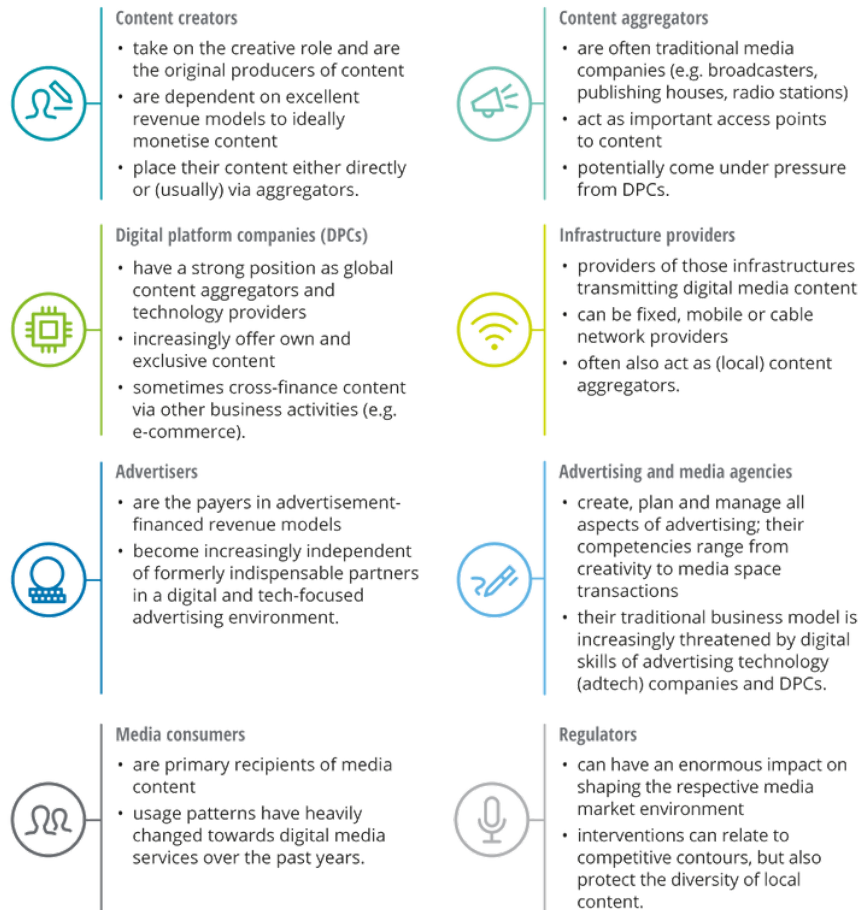 Content creators
• take on the creative role and are
the original producers of content
• are dependent on excellent
revenue models to ideally
monetise content
• place their content either directly
or (usually) via aggregators.
Content aggregators
• are often traditional media
companies (e.g. broadcasters,
publishing houses, radio stations)
• act as important access points
to content
• potentially come under pressure
from DPCs.
Digital platform companies (DPCs)
• have a strong position as global
content aggregators and
technology providers
• increasingly offer own and
exclusive content
• sometimes cross-finance content
via other business activities (e.g.
e-commerce).
Infrastructure providers
• providers of those infrastructures
transmitting digital media content
• can be fixed, mobile or cable
network providers
• often also act as (local) content
aggregators.
Advertisers
• are the payers in advertisement-
financed revenue models
• become increasingly independent
of formerly indispensable partners
in a digital and tech-focused
advertising environment.
Advertising and media agencies
• create, plan and manage all
aspects of advertising; their
competencies range from
creativity to media space
transactions
• their traditional business model is
increasingly threatened by digital
skills of advertising technology
(adtech) companies and DPCs.
Media consumers
• are primary recipients of media
content
• usage patterns have heavily
changed towards digital media
services over the past years.
Regulators
• can have an enormous impact on
shaping the respective media
market environment
• interventions can relate to
competitive contours, but also
protect the diversity of local
content.